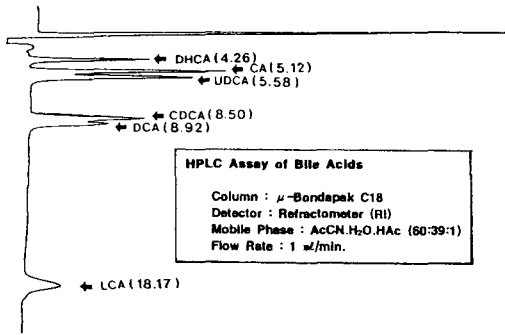 DHCA(4.26)
CA(5.12)
UDCA(5.58)
CDCA(8.50)
DCA(8.92)
HPLC Assay of Bile Acids
Column : μ-Bondapak C18
Detector : Refractometer (RI)
Mobile Phase : AcCN.H₂O.HAc (60:39:1)
Flow Rate : 1 ㎖/min.
LCA(18.17)